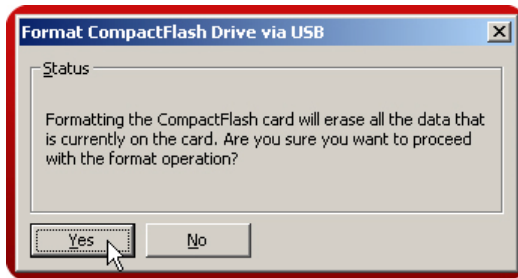 Format CompactFlash Drive via USB
Status
Formatting the CompactFlash card will erase all the data that
is currently on the card. Are you sure you want to proceed
with the format operation?
Yes No